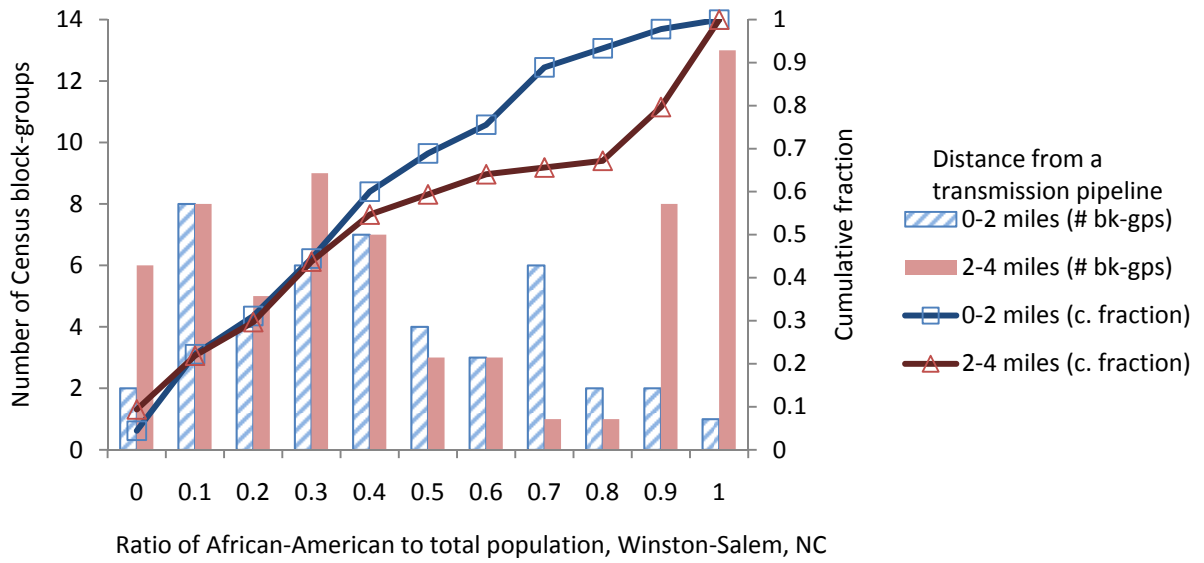 14
12
10
8
6
4
2
0
Number of Census block-groups
0 0.1 0.2 0.3 0.4 0.5 0.6 0.7 0.8 0.9 1
Ratio of African-American to total population, Winston-Salem, NC
1
0.9
0.8
0.7
0.6
0.5
0.4
0.3
0.2
0.1
0
Cumulative fraction
Distance from a
transmission pipeline
0-2 miles (# bk-gps)
2-4 miles (# bk-gps)
0-2 miles (c. fraction)
2-4 miles (c. fraction)